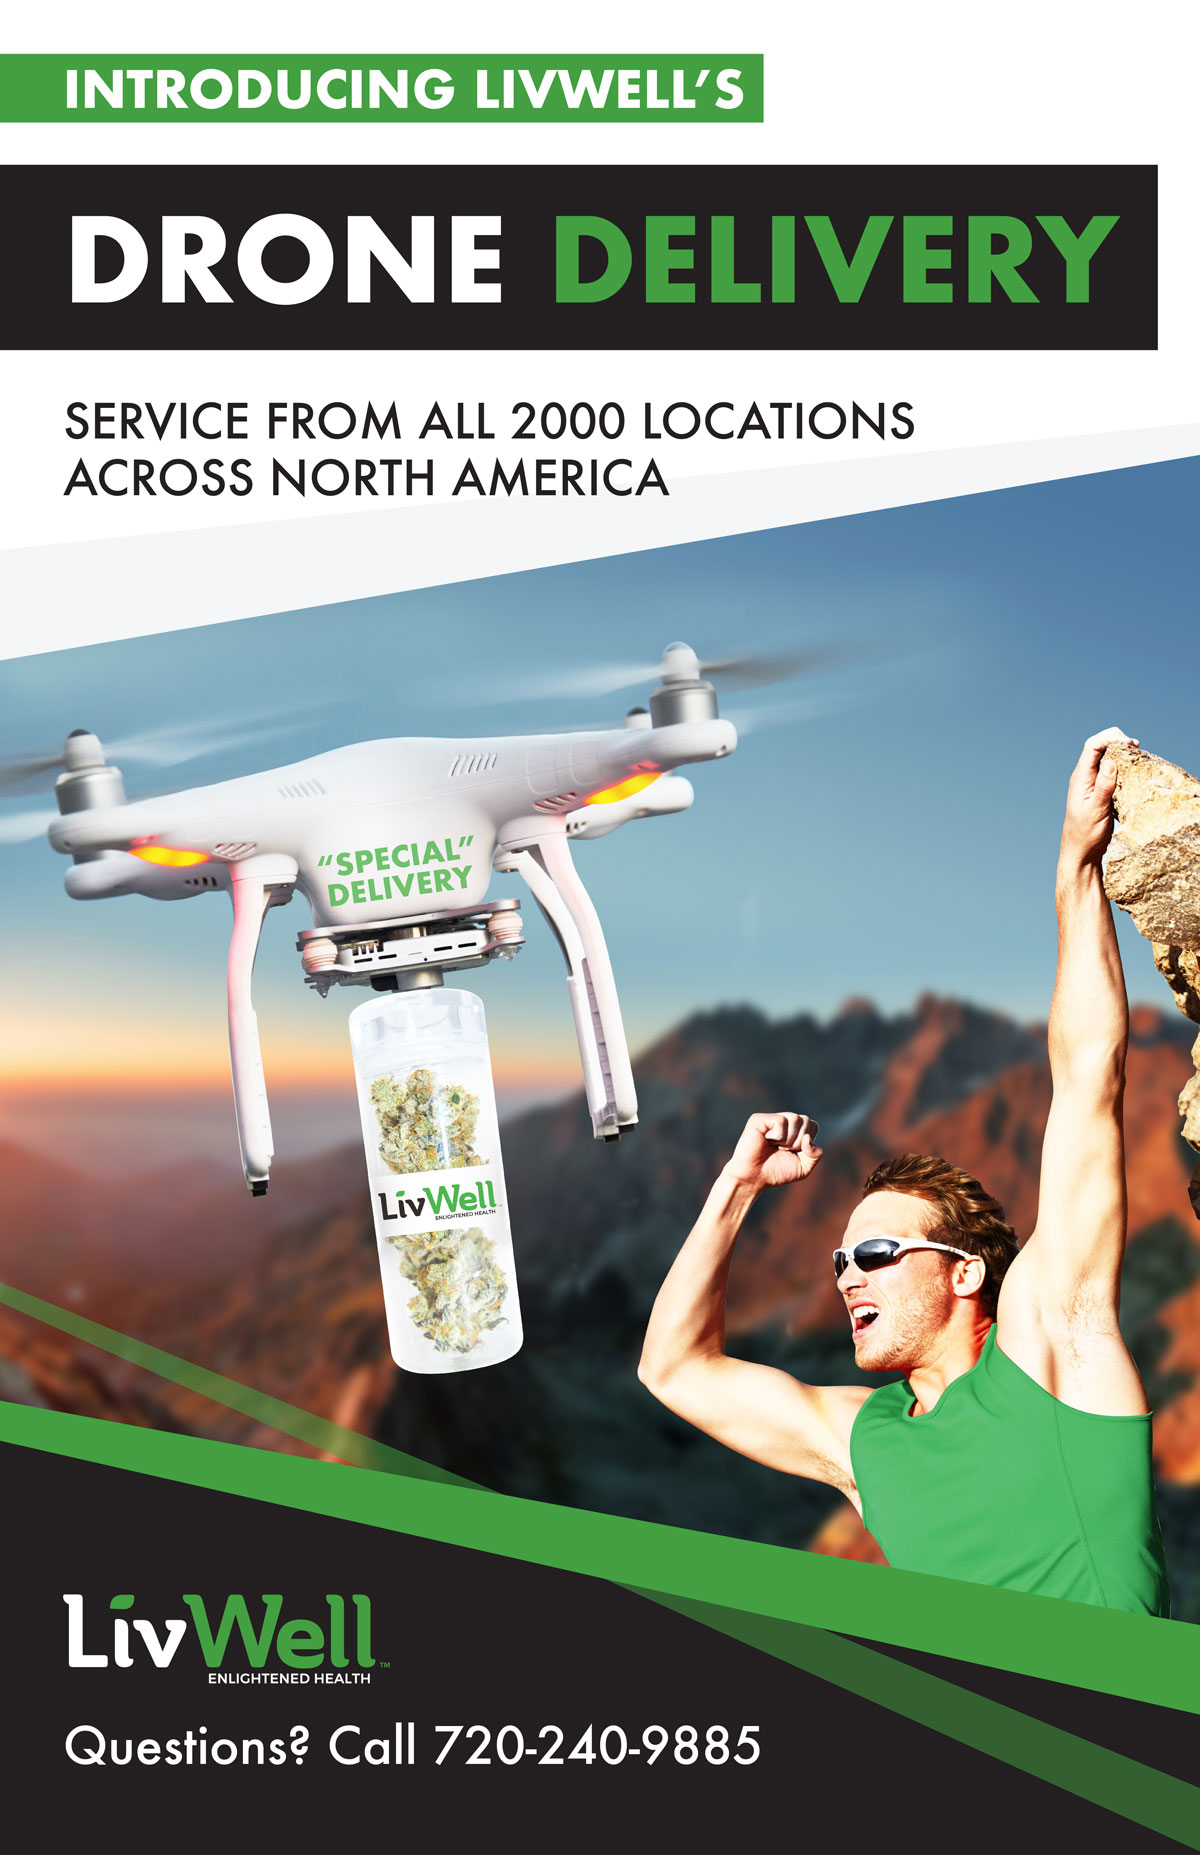 INTRODUCING LIVWELL'S
DRONE DELIVERY
SERVICE FROM ALL 2000 LOCATIONS
ACROSS NORTH AMERICA
“SPECIAL”
DELIVERY
LivWell
ENLIGHTENED HEALTH
LivWell™
ENLIGHTENED HEALTH
Questions? Call 720-240-9885